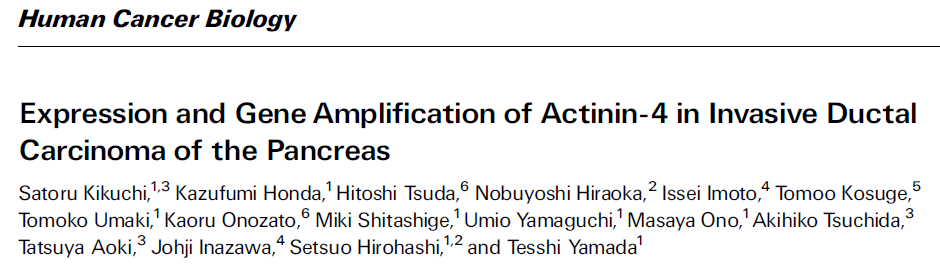 Human Cancer Biology
Expression and Gene Amplification of Actinin-4 in Invasive Ductal
Carcinoma of the Pancreas
Satoru Kikuchi,1,3 Kazufumi Honda,1 Hitoshi Tsuda,6 Nobuyoshi Hiraoka,2 Issei Imoto,4 Tomoo Kosuge,5
Tomoko Umaki,1 Kaoru Onozato,6 Miki Shitashige,1 Umio Yamaguchi,1 Masaya Ono,1 Akihiko Tsuchida,3
Tatsuya Aoki,3 Johji Inazawa,4 Setsuo Hirohashi,1,2 and Tesshi Yamada1